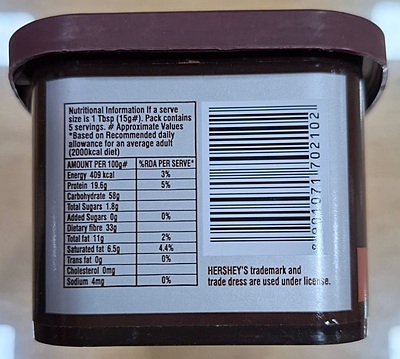 Nutritional Information If a serve
size is 1 Tbsp (15g#). Pack contains
5 servings. # Approximate Values
*Based on Recommended daily
allowance for an average adult
(2000kcal diet)
AMOUNT PER 100g# %RDA PER SERVE*
Energy 409 kcal 3%
Protein 19.6g 5%
Carbohydrate 58g
Total Sugars 1.8g
Added Sugars 0g 0%
Dietary fibre 33g
Total fat 11g 2%
Saturated fat 6.5g 4.4%
Trans fat 0g 0%
Cholesterol 0mg
Sodium 4mg 0%
8 901071 702102
HERSHEY'S trademark and
trade dress are used under license.